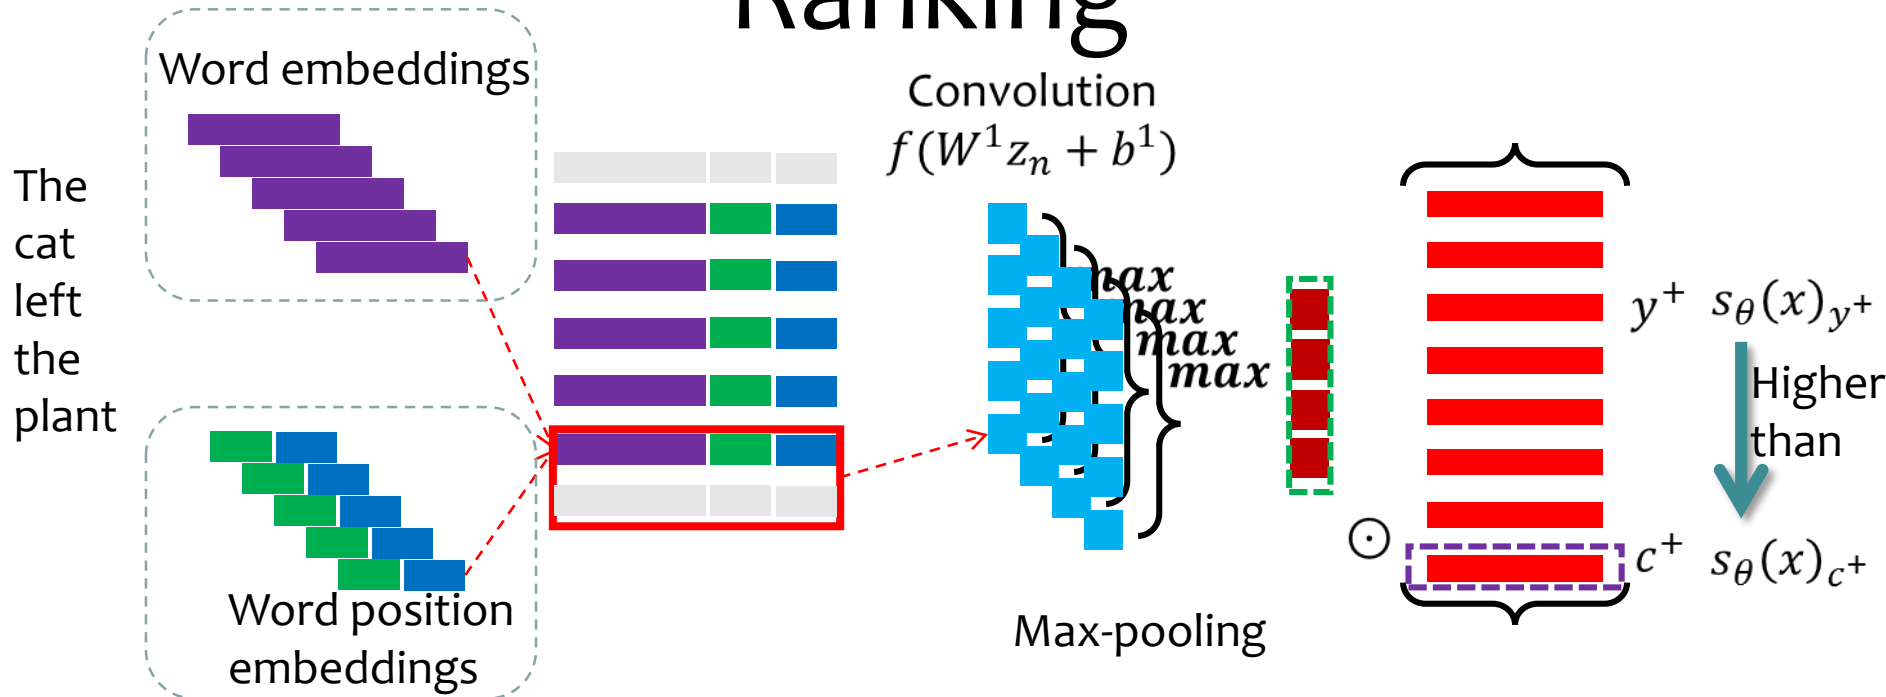 Ranking
Word embeddings
The
cat
left
the
plant
Word position
embeddings
Convolution
f(W¹zₙ + b¹)
max
max
max
max
Max-pooling
⊙
y⁺ s_θ(x)_{y⁺}
Higher
than
c⁺ s_θ(x)_{c⁺}